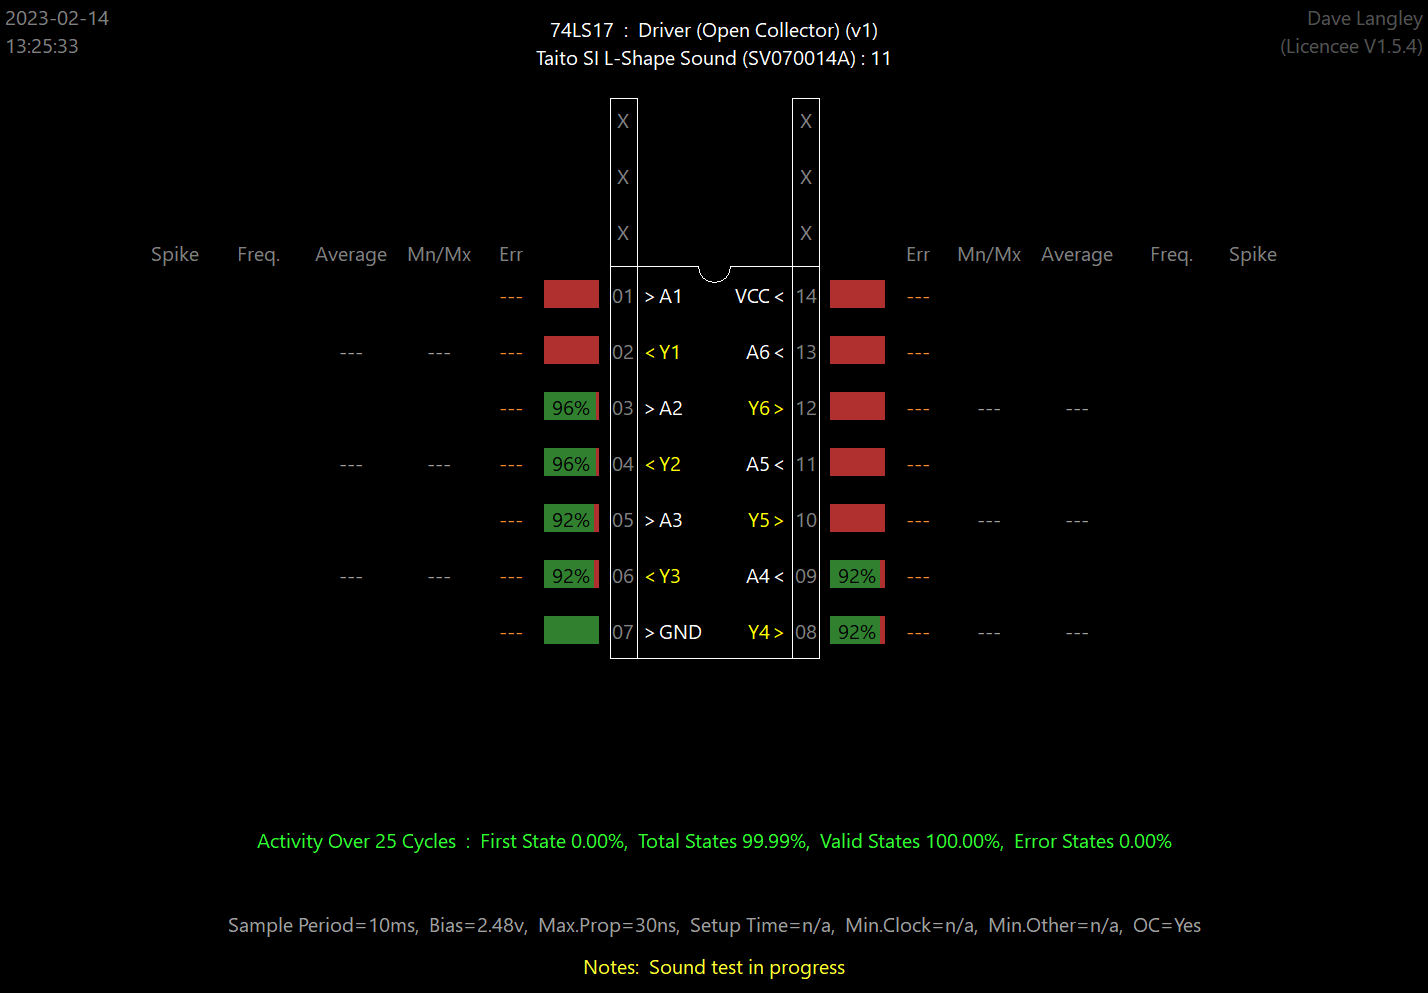 2023-02-14
13:25:33
74LS17 : Driver (Open Collector) (v1)
Taito SI L-Shape Sound (SV070014A) : 11
Dave Langley
(Licencee V1.5.4)
X X
X X
X X
Spike Freq. Average Mn/Mx Err Err Mn/Mx Average Freq. Spike
--- 01 > A1 VCC < 14 ---
--- --- --- 02 < Y1 A6 < 13 ---
--- 96% 03 > A2 Y6 > 12 --- --- ---
--- --- --- 96% 04 < Y2 A5 < 11 ---
--- 92% 05 > A3 Y5 > 10 --- --- ---
--- --- --- 92% 06 < Y3 A4 < 09 92% ---
--- 07 > GND Y4 > 08 92% --- --- ---
Activity Over 25 Cycles : First State 0.00%, Total States 99.99%, Valid States 100.00%, Error States 0.00%
Sample Period=10ms, Bias=2.48v, Max.Prop=30ns, Setup Time=n/a, Min.Clock=n/a, Min.Other=n/a, OC=Yes
Notes: Sound test in progress